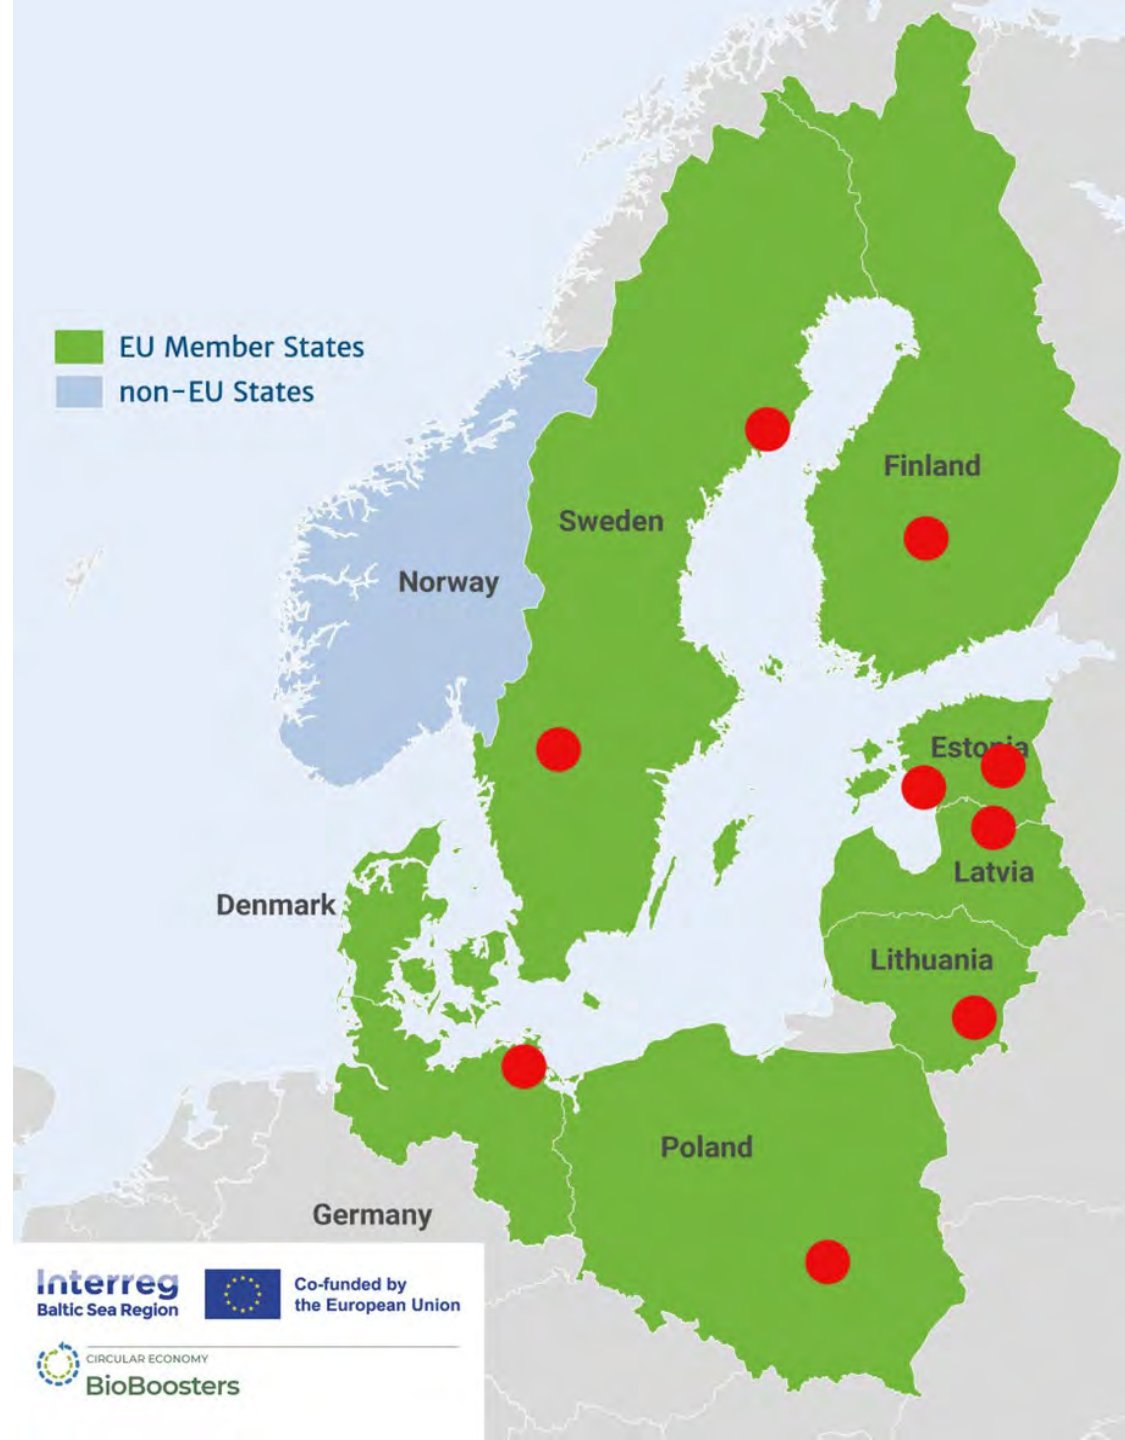 EU Member States
non-EU States
Finland
Sweden
Norway
Estonia
Latvia
Denmark
Lithuania
Poland
Germany
Interreg
Baltic Sea Region
Co-funded by
the European Union
CIRCULAR ECONOMY
BioBoosters